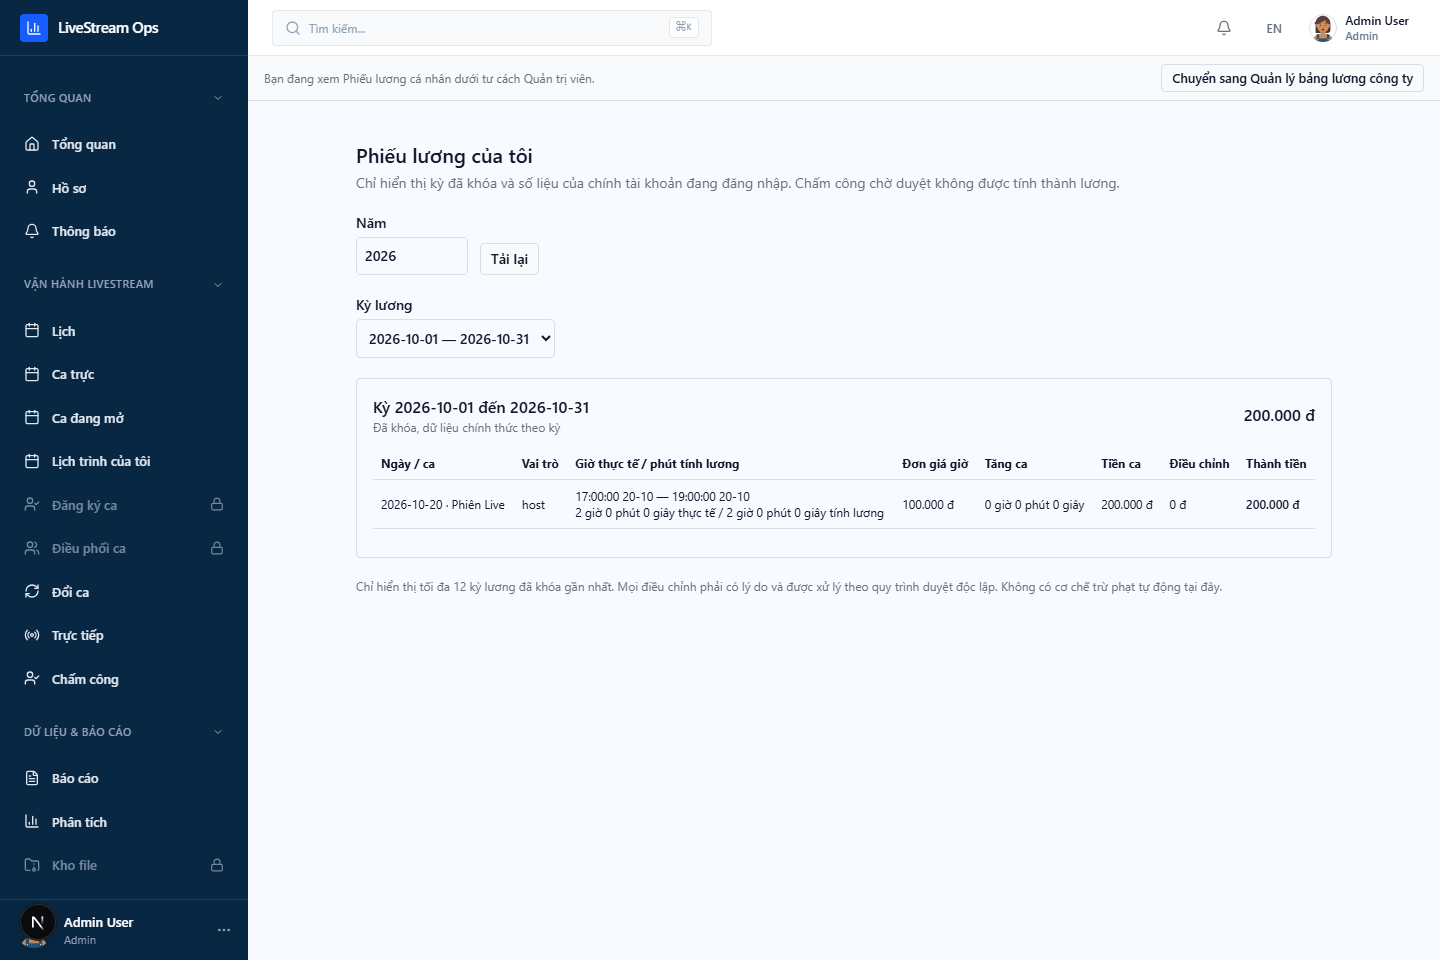 LiveStream Ops
Tìm kiếm...
⌘K
EN
Admin User
Admin
Bạn đang xem Phiếu lương cá nhân dưới tư cách Quản trị viên.
Chuyển sang Quản lý bảng lương công ty
TỔNG QUAN
Tổng quan
Hồ sơ
Thông báo
VẬN HÀNH LIVESTREAM
Lịch
Ca trực
Ca đang mở
Lịch trình của tôi
Đăng ký ca
Điều phối ca
Đổi ca
Trực tiếp
Chấm công
DỮ LIỆU & BÁO CÁO
Báo cáo
Phân tích
Kho file
N
Admin User
Admin
Phiếu lương của tôi
Chỉ hiển thị kỳ đã khóa và số liệu của chính tài khoản đang đăng nhập. Chấm công chờ duyệt không được tính thành lương.
Năm
2026
Tải lại
Kỳ lương
2026-10-01 — 2026-10-31
Kỳ 2026-10-01 đến 2026-10-31
200.000 đ
Đã khóa, dữ liệu chính thức theo kỳ
Ngày / ca Vai trò Giờ thực tế / phút tính lương Đơn giá giờ Tăng ca Tiền ca Điều chỉnh Thành tiền
2026-10-20 · Phiên Live host 17:00:00 20-10 — 19:00:00 20-10 100.000 đ 0 giờ 0 phút 0 giây 200.000 đ 0 đ 200.000 đ
2 giờ 0 phút 0 giây thực tế / 2 giờ 0 phút 0 giây tính lương
Chỉ hiển thị tối đa 12 kỳ lương đã khóa gần nhất. Mọi điều chỉnh phải có lý do và được xử lý theo quy trình duyệt độc lập. Không có cơ chế trừ phạt tự động tại đây.